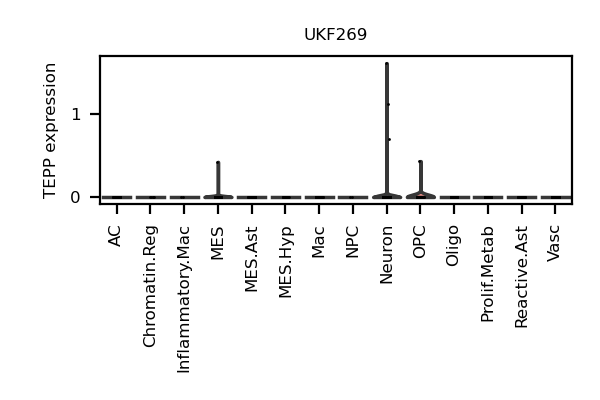 UKF269
TEPP expression
1
0
AC
Chromatin.Reg
Inflammatory.Mac
MES
MES.Ast
MES.Hyp
Mac
NPC
Neuron
OPC
Oligo
Prolif.Metab
Reactive.Ast
Vasc